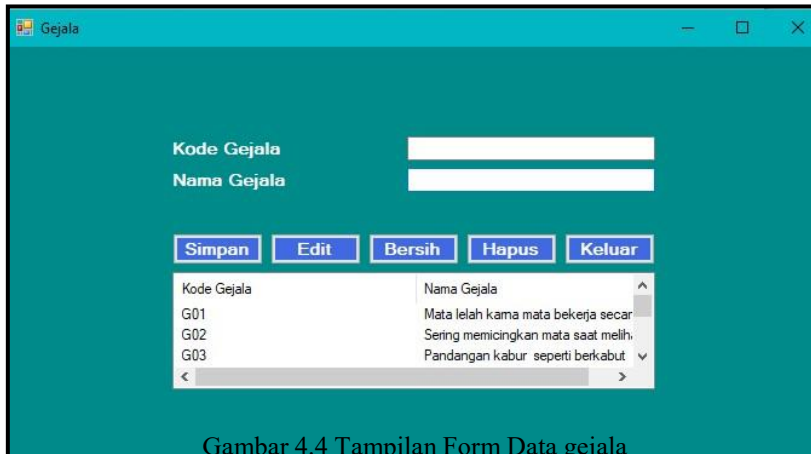 Gejala
Kode Gejala
Nama Gejala
Simpan Edit Bersih Hapus Keluar
Kode Gejala Nama Gejala
G01 Mata lelah karna mata bekerja secar
G02 Sering memicingkan mata saat meliha
G03 Pandangan kabur seperti berkabut
Gambar 4.4 Tampilan Form Data gejala